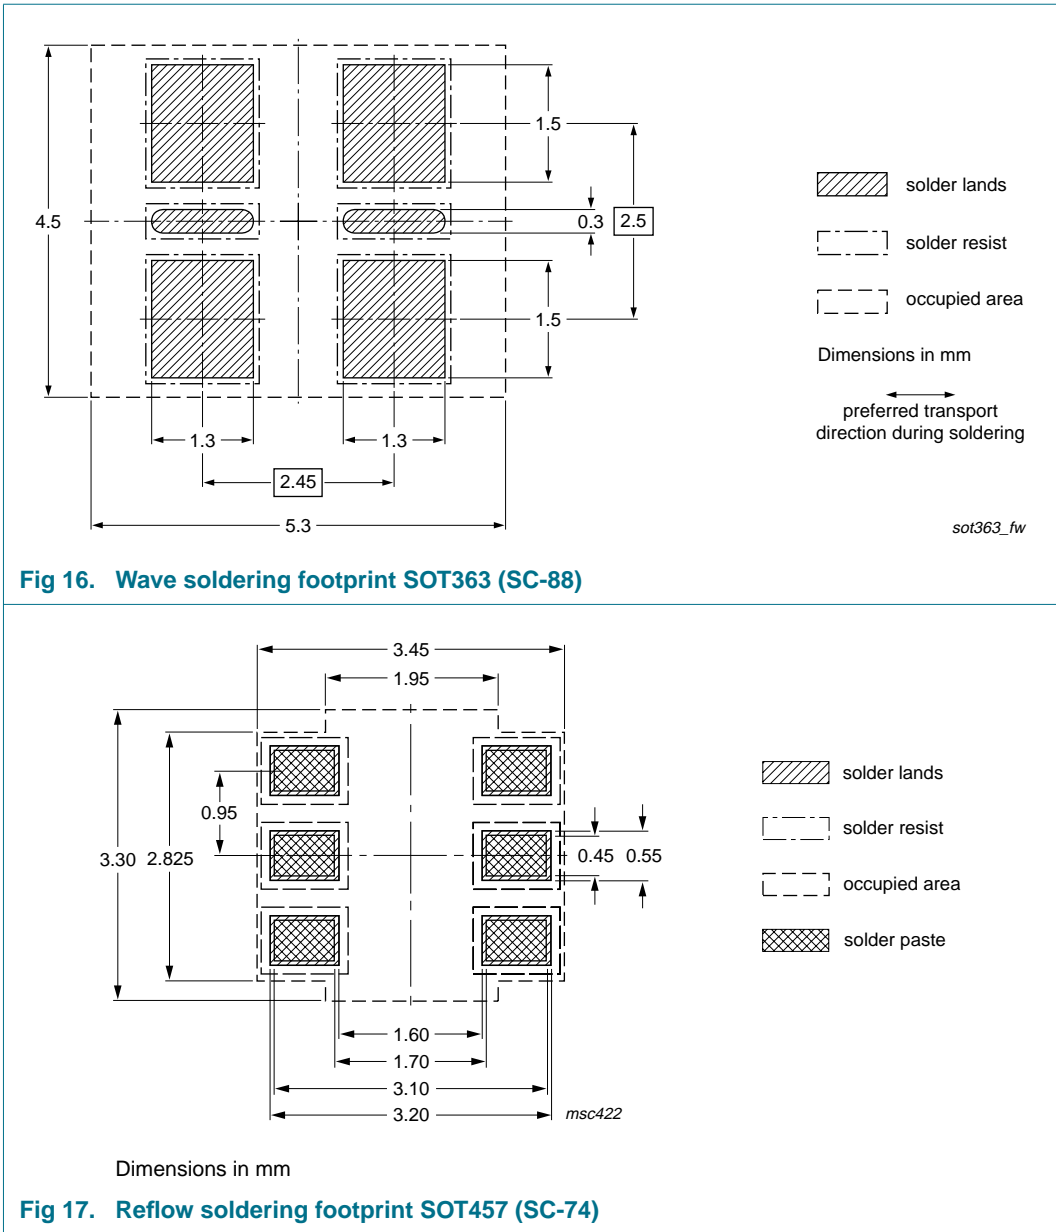 1.5
4.5
0.3
2.5
1.5
1.3
1.3
2.45
5.3
solder lands
solder resist
occupied area
Dimensions in mm
preferred transport
direction during soldering
sot363_fw
Fig 16. Wave soldering footprint SOT363 (SC-88)
3.45
1.95
0.95
3.30
2.825
0.45
0.55
1.60
1.70
3.10
3.20
msc422
solder lands
solder resist
occupied area
solder paste
Dimensions in mm
Fig 17. Reflow soldering footprint SOT457 (SC-74)